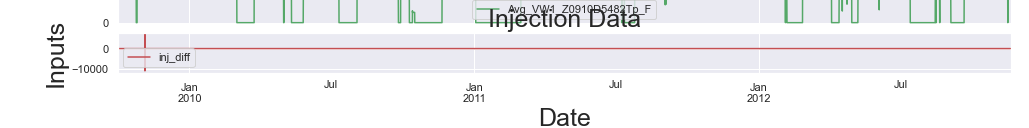 0
Avg_VW1_Z0910D5482Tp_F
Injection Data
Inputs
0
inj_diff
−10000
Jan
2010
Jul
Jan
2011
Jul
Jan
2012
Jul
Date